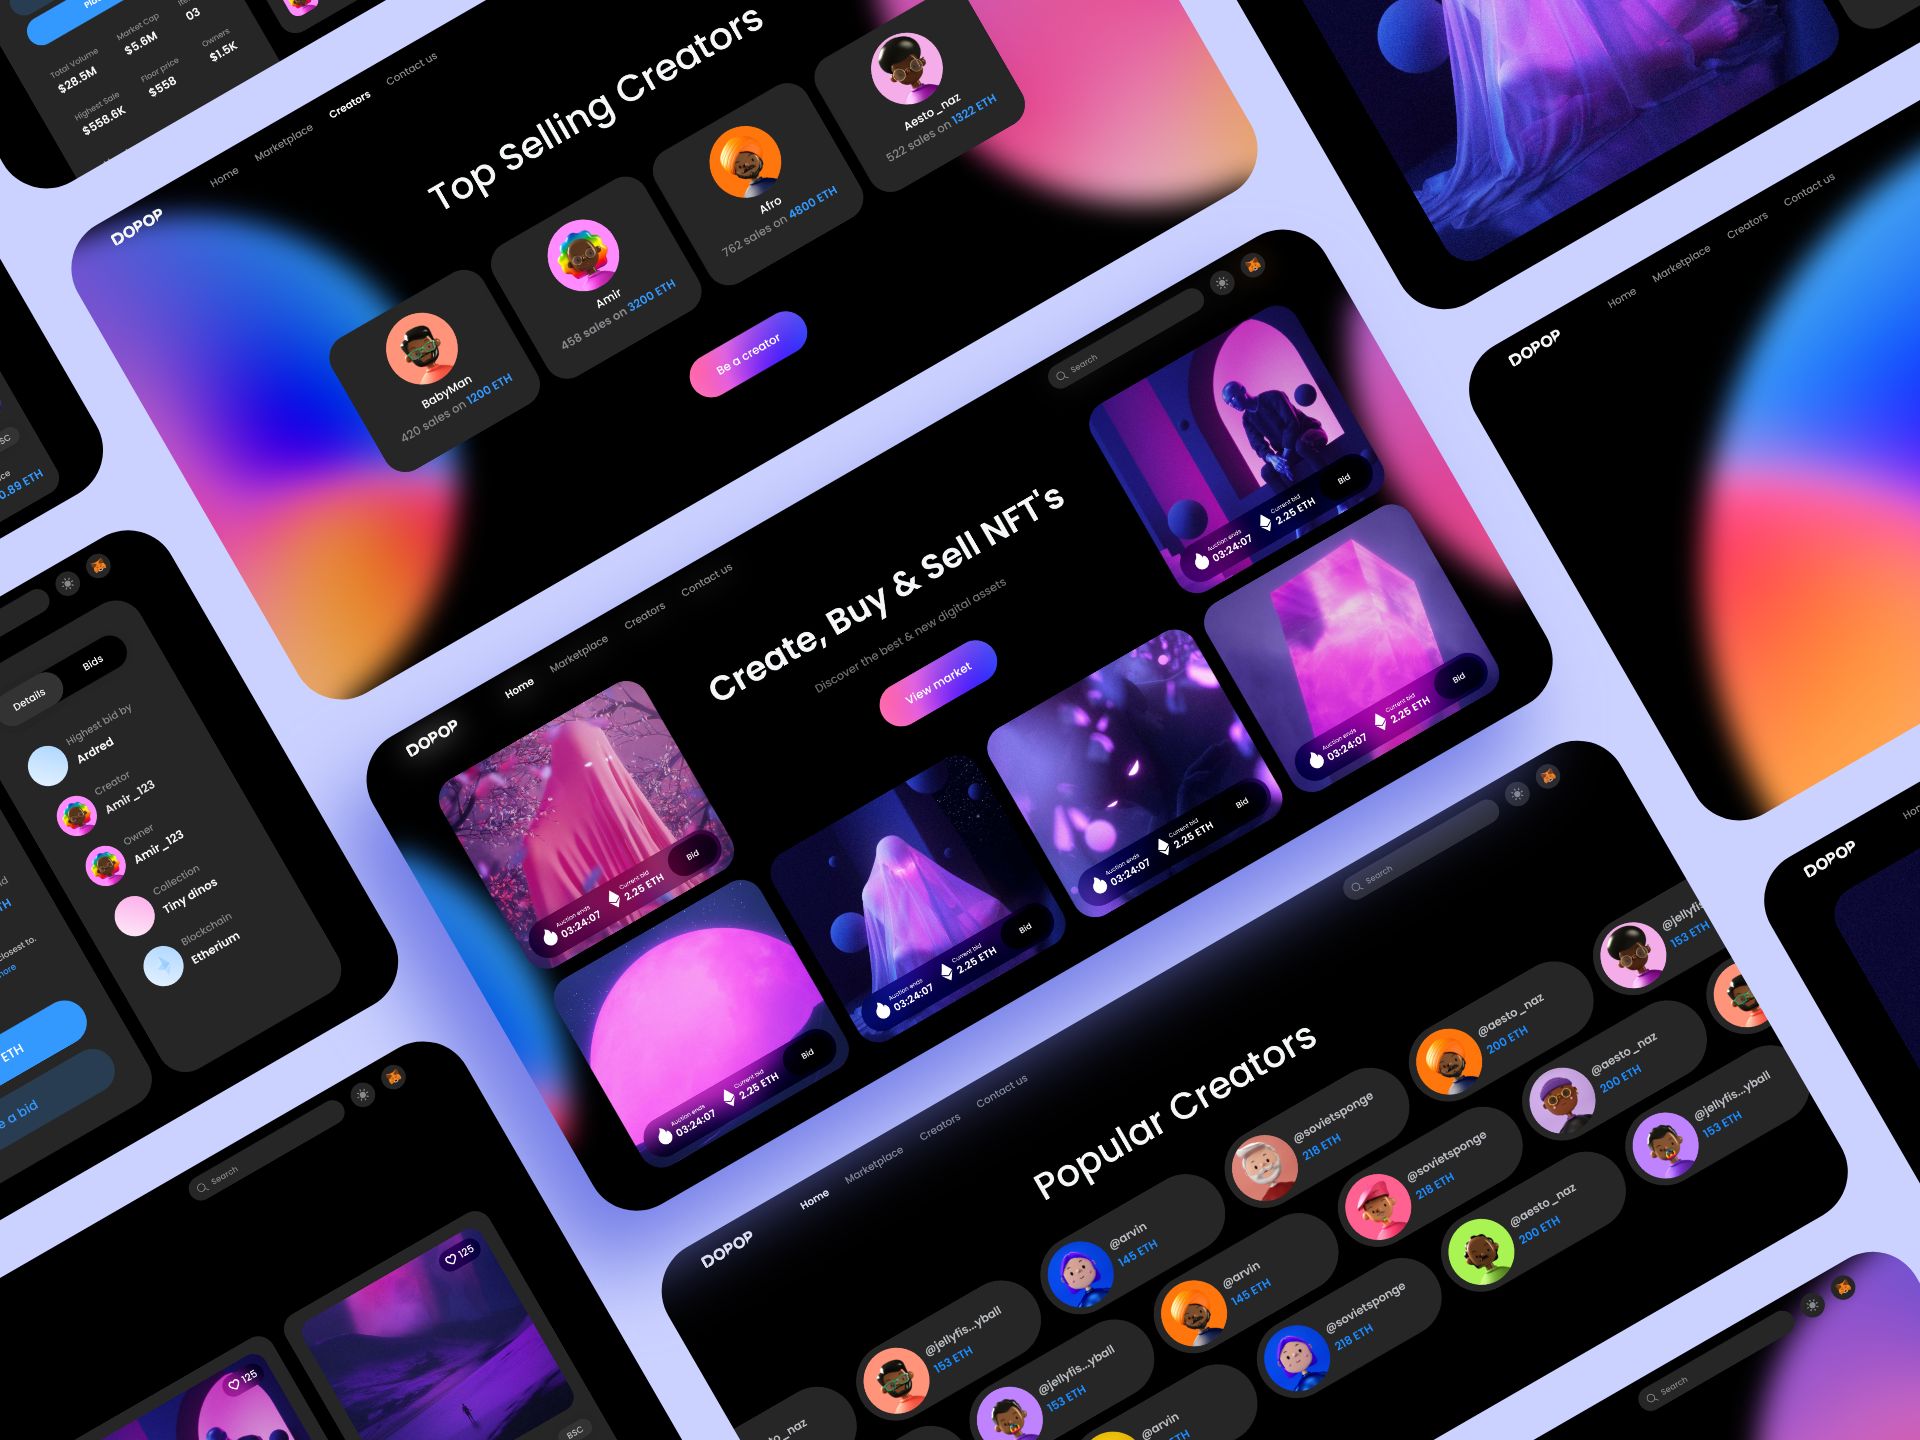 Total Volume
$28.5M
Market Cap
$5.6M
03
Highest Sale
$558.6K
Floor price
$558
Owners
$1.5K
DOPOP
Home
Marketplace
Creators
Contact us
Top Selling Creators
BabyMan
420 sales on 1200 ETH
Amir
458 sales on 3200 ETH
Afro
762 sales on 4800 ETH
Aesto_naz
522 sales on 1322 ETH
Be a creator
DOPOP
Home
Marketplace
Creators
Contact us
Search
Create, Buy & Sell NFT's
Discover the best & new digital assets
View market
Auction ends
03:24:07
Current bid
2.25 ETH
Bid
Auction ends
03:24:07
Current bid
2.25 ETH
Bid
Auction ends
03:24:07
Current bid
2.25 ETH
Bid
Auction ends
03:24:07
Current bid
2.25 ETH
Bid
Auction ends
03:24:07
Current bid
2.25 ETH
Bid
Auction ends
03:24:07
Current bid
2.25 ETH
Bid
DOPOP
Home
Marketplace
Creators
Contact us
Search
Popular Creators
@jellyfis...yball
153 ETH
@arvin
145 ETH
@sovietsponge
218 ETH
@aesto_naz
200 ETH
@jellyfis
153 ETH
@jellyfis...yball
153 ETH
@arvin
145 ETH
@sovietsponge
218 ETH
@aesto_naz
200 ETH
@arvin
ETH
@sovietsponge
218 ETH
@aesto_naz
200 ETH
@jellyfis...yball
153 ETH
DOPOP
Home
Marketplace
Creators
Contact us
DOPOP
0.89 ETH
Details
Bids
Highest bid by
Ardred
Creator
Amir_123
Owner
Amir_123
Collection
Tiny dinos
Blockchain
Etherium
closest to.
ETH
a bid
Search
125
125
BSC
Search